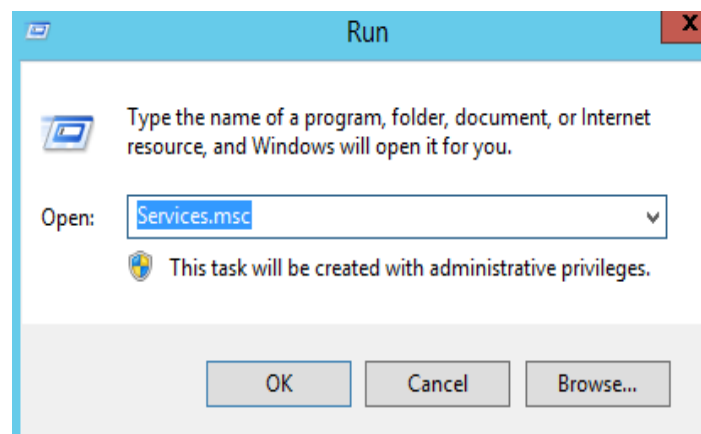 Run
X
Type the name of a program, folder, document, or Internet
resource, and Windows will open it for you.
Open: Services.msc
This task will be created with administrative privileges.
OK Cancel Browse...